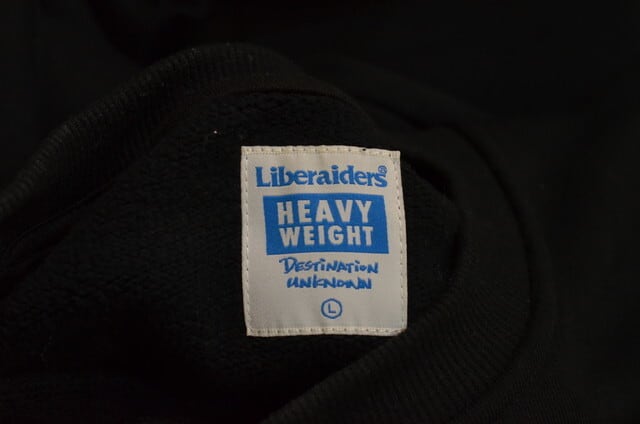 Liberaiders®
HEAVY
WEIGHT
DESTINATION
UNKNOWN
L